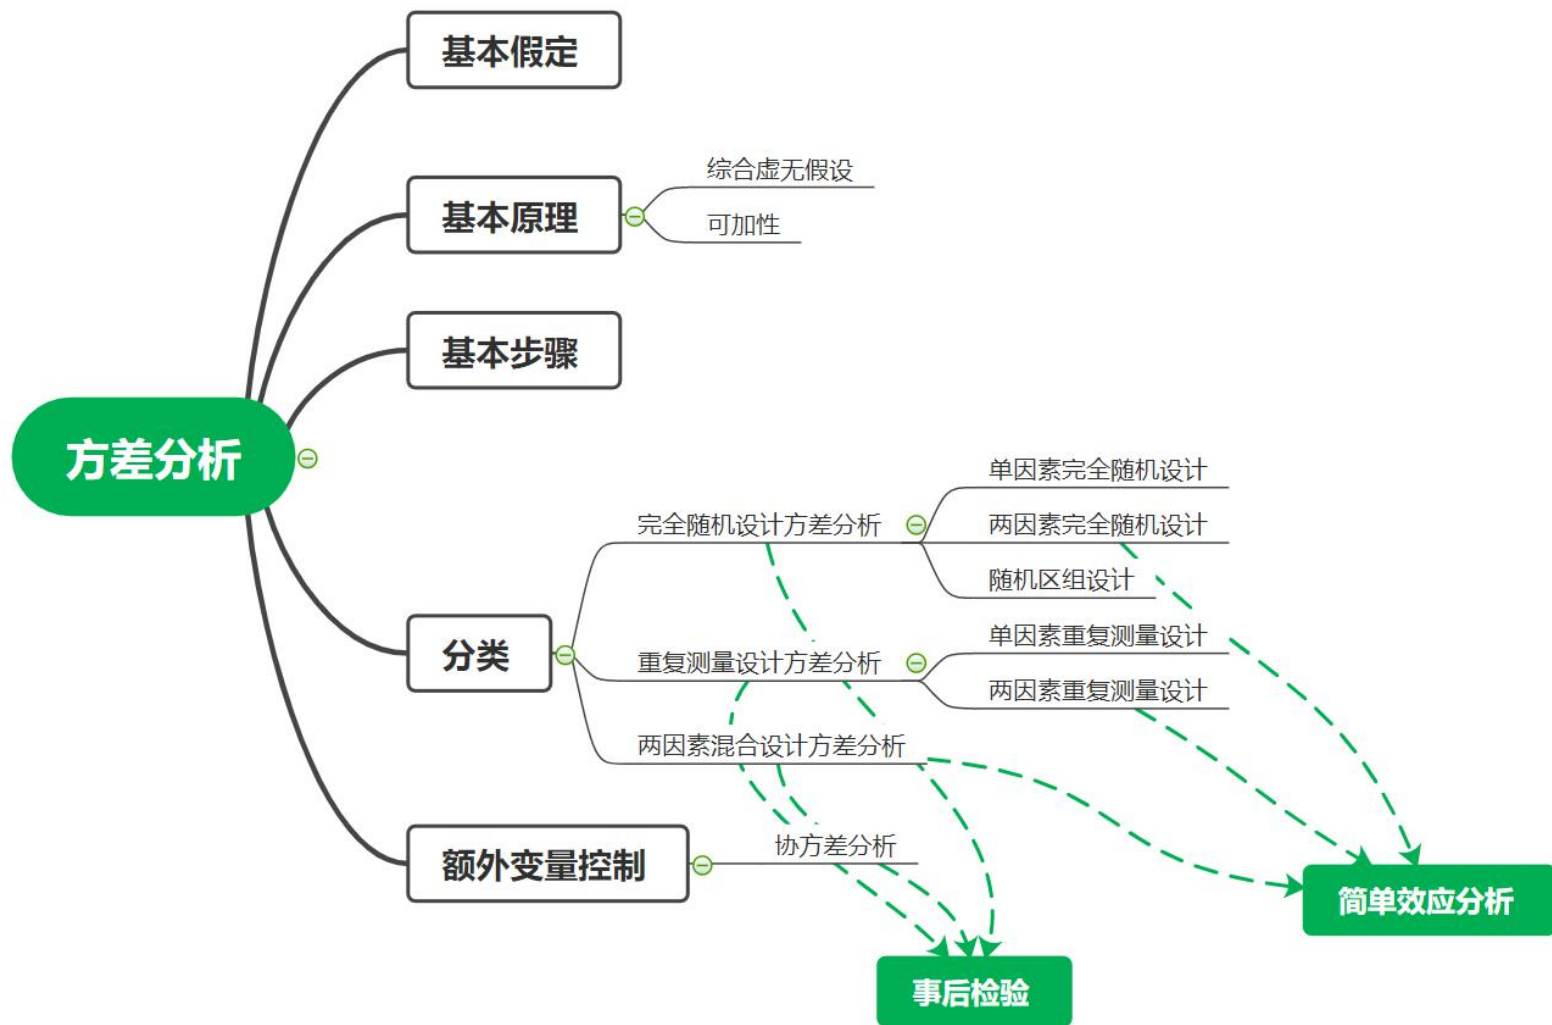 基本假定
基本原理
综合虚无假设
可加性
基本步骤
方差分析
分类
完全随机设计方差分析
单因素完全随机设计
两因素完全随机设计
随机区组设计
重复测量设计方差分析
单因素重复测量设计
两因素重复测量设计
两因素混合设计方差分析
额外变量控制
协方差分析
简单效应分析
事后检验